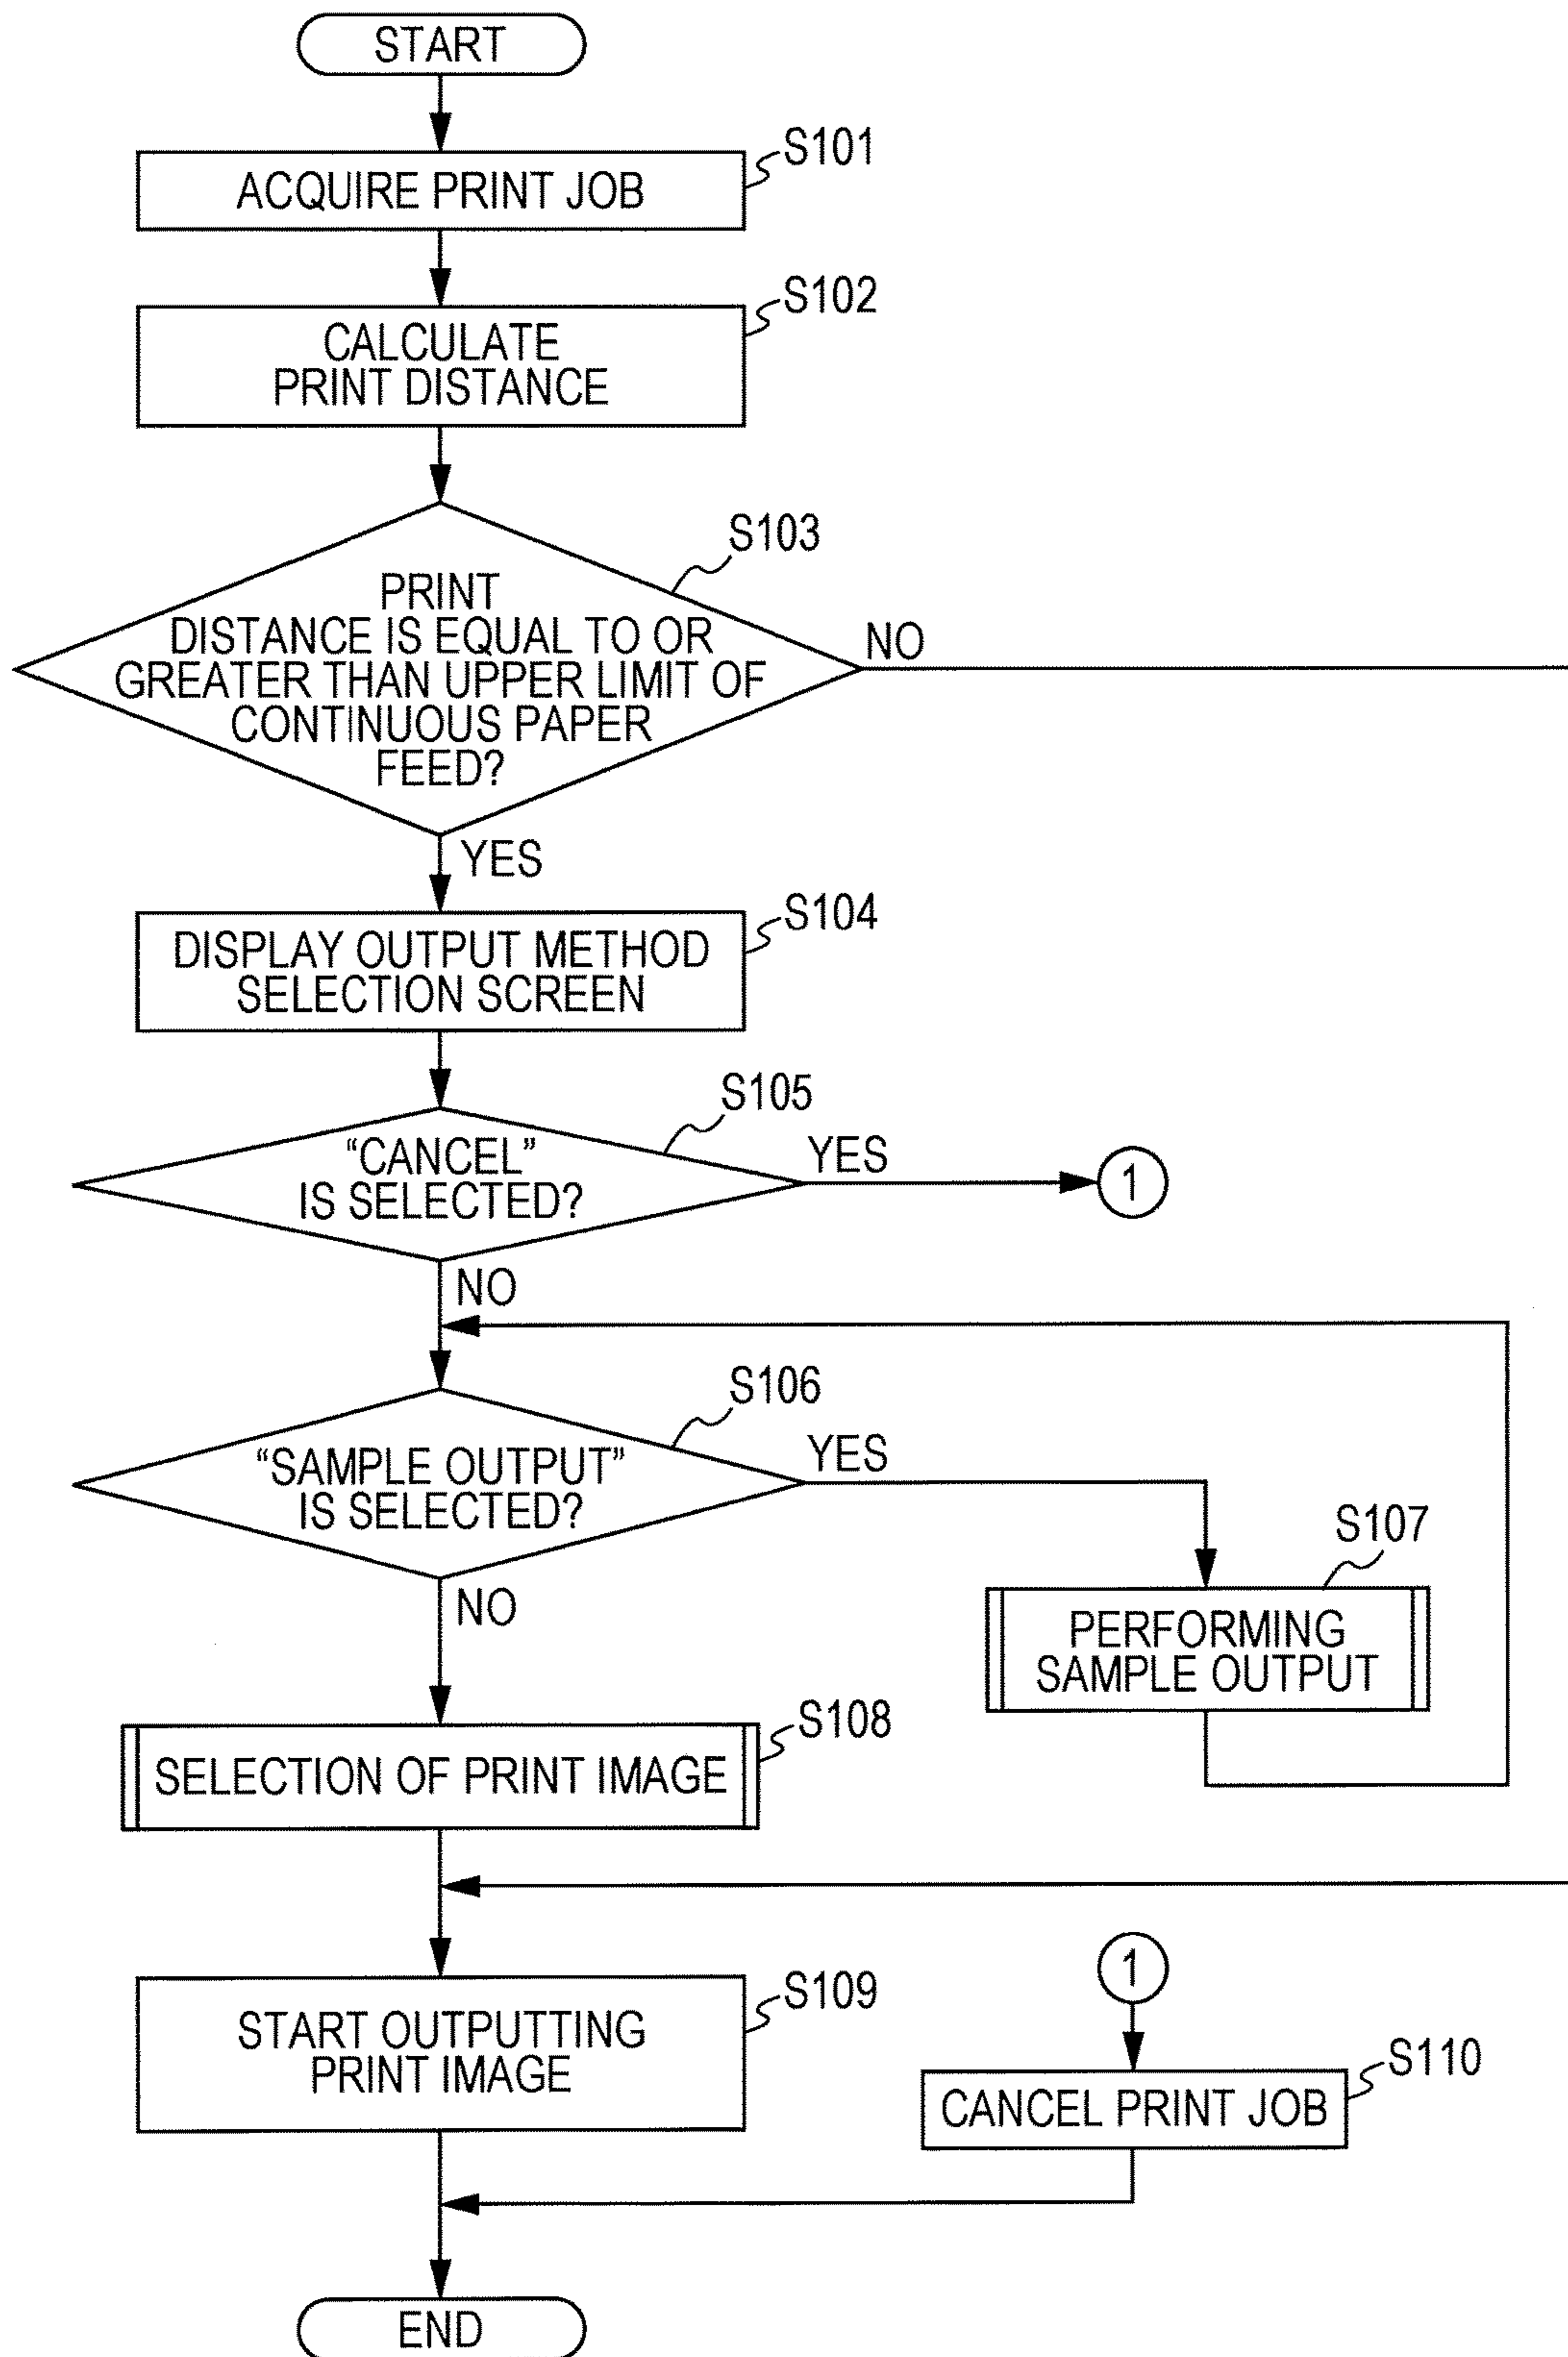 START
S101
ACQUIRE PRINT JOB
S102
CALCULATE
PRINT DISTANCE
S103
PRINT
DISTANCE IS EQUAL TO OR
GREATER THAN UPPER LIMIT OF
CONTINUOUS PAPER
FEED?
NO
YES
S104
DISPLAY OUTPUT METHOD
SELECTION SCREEN
S105
“CANCEL”
IS SELECTED?
YES
1
NO
S106
“SAMPLE OUTPUT”
IS SELECTED?
YES
NO
S107
PERFORMING
SAMPLE OUTPUT
S108
SELECTION OF PRINT IMAGE
S109
START OUTPUTTING
PRINT IMAGE
1
S110
CANCEL PRINT JOB
END